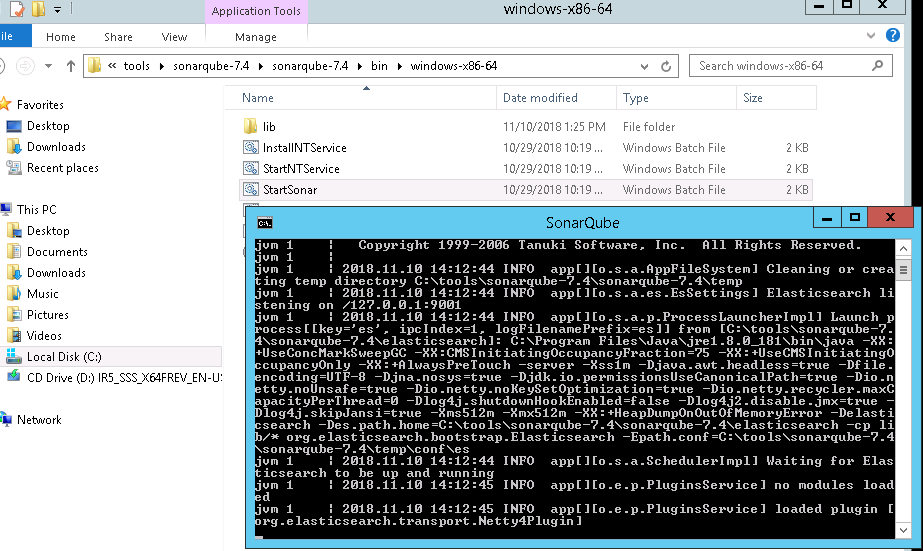 Application Tools
windows-x86-64
ile
Home
Share
View
Manage
« tools
sonarqube-7.4
sonarqube-7.4
bin
windows-x86-64
Search windows-x86-64
Name
Date modified
Type
Size
Favorites
Desktop
Downloads
Recent places
This PC
Desktop
Documents
Downloads
Music
Pictures
Videos
Local Disk (C:)
CD Drive (D:) IR5_SSS_X64FREV_EN-US
Network
lib
11/10/2018 1:25 PM
File folder
InstallNTService
10/29/2018 10:19 ...
Windows Batch File
2 KB
StartNTService
10/29/2018 10:19 ...
Windows Batch File
2 KB
StartSonar
10/29/2018 10:19 ...
Windows Batch File
2 KB
SonarQube
jvm 1    |   Copyright 1999-2006 Tanuki Software, Inc.  All Rights Reserved.
jvm 1    |
jvm 1    | 2018.11.10 14:12:44 INFO  app[][o.s.a.AppFileSystem] Cleaning or crea
ting temp directory C:\tools\sonarqube-7.4\sonarqube-7.4\temp
jvm 1    | 2018.11.10 14:12:44 INFO  app[][o.s.a.es.EsSettings] Elasticsearch li
stening on /127.0.0.1:9001
jvm 1    | 2018.11.10 14:12:44 INFO  app[][o.s.a.p.ProcessLauncherImpl] Launch p
rocess[[key='es', ipcIndex=1, logFilenamePrefix=es]] from [C:\tools\sonarqube-7.
4\sonarqube-7.4\elasticsearch]: C:\Program Files\Java\jre1.8.0_181\bin\java -XX:
+UseConcMarkSweepGC -XX:CMSInitiatingOccupancyFraction=75 -XX:+UseCMSInitiatingO
ccupancyOnly -XX:+AlwaysPreTouch -server -Xss1m -Djava.awt.headless=true -Dfile.
encoding=UTF-8 -Djna.nosys=true -Djdk.io.permissionsUseCanonicalPath=true -Dio.n
etty.noUnsafe=true -Dio.netty.noKeySetOptimization=true -Dio.netty.recycler.maxC
apacityPerThread=0 -Dlog4j.shutdownHookEnabled=false -Dlog4j2.disable.jmx=true -
Dlog4j.skipJansi=true -Xms512m -Xmx512m -XX:+HeapDumpOnOutOfMemoryError -Delasti
csearch -Des.path.home=C:\tools\sonarqube-7.4\sonarqube-7.4\elasticsearch -cp li
b/* org.elasticsearch.bootstrap.Elasticsearch -Epath.conf=C:\tools\sonarqube-7.4
\sonarqube-7.4\temp\conf\es
jvm 1    | 2018.11.10 14:12:44 INFO  app[][o.s.a.SchedulerImpl] Waiting for Elas
ticsearch to be up and running
jvm 1    | 2018.11.10 14:12:45 INFO  app[][o.e.p.PluginsService] no modules load
ed
jvm 1    | 2018.11.10 14:12:45 INFO  app[][o.e.p.PluginsService] loaded plugin [
org.elasticsearch.transport.Netty4Plugin]